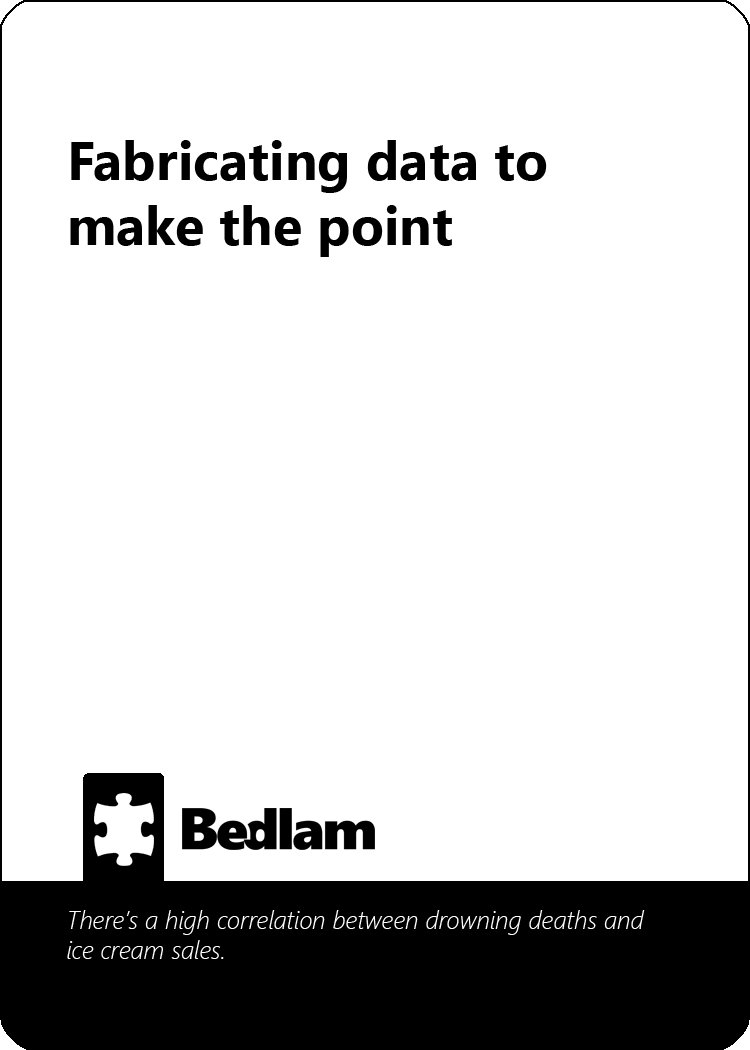 Fabricating data to
make the point
Bedlam
There's a high correlation between drowning deaths and
ice cream sales.